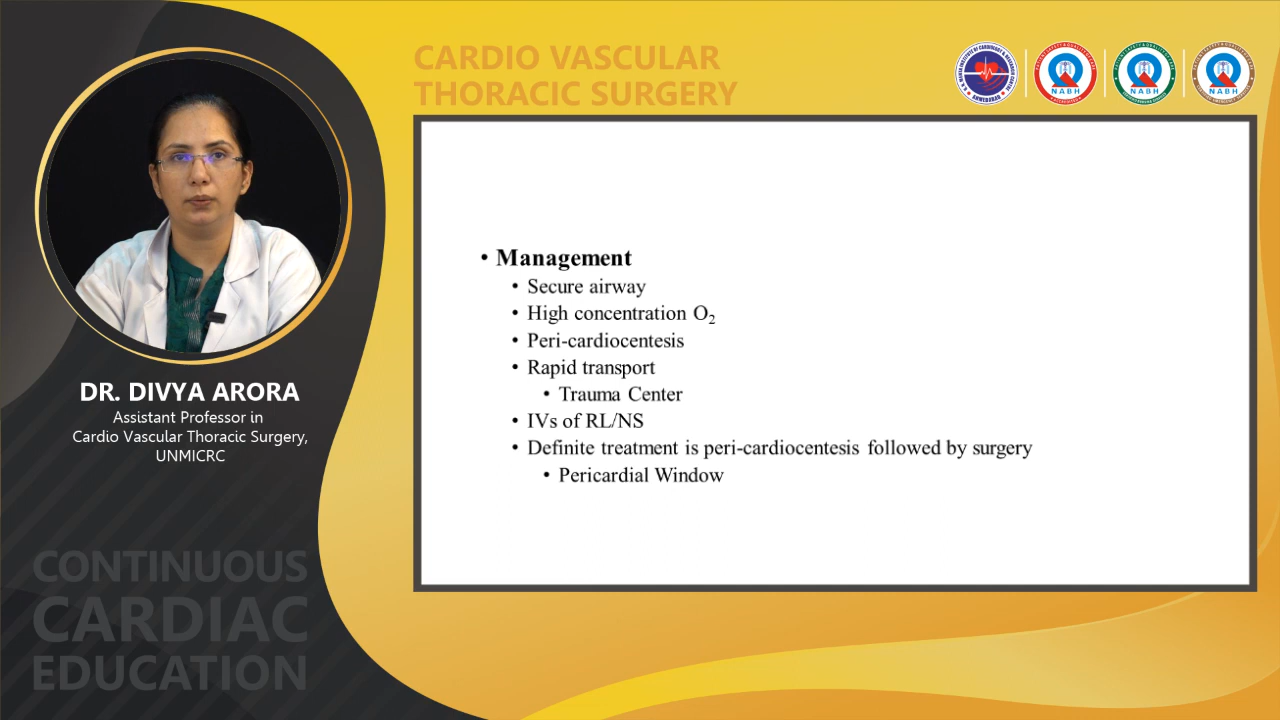 CARDIO VASCULAR
THORACIC SURGERY
NABH
NABH
NABH
• Management
• Secure airway
• High concentration O₂
• Peri-cardiocentesis
• Rapid transport
• Trauma Center
• IVs of RL/NS
• Definite treatment is peri-cardiocentesis followed by surgery
• Pericardial Window
DR. DIVYA ARORA
Assistant Professor in
Cardio Vascular Thoracic Surgery,
UNMICRC
CONTINUOUS
CARDIAC
EDUCATION